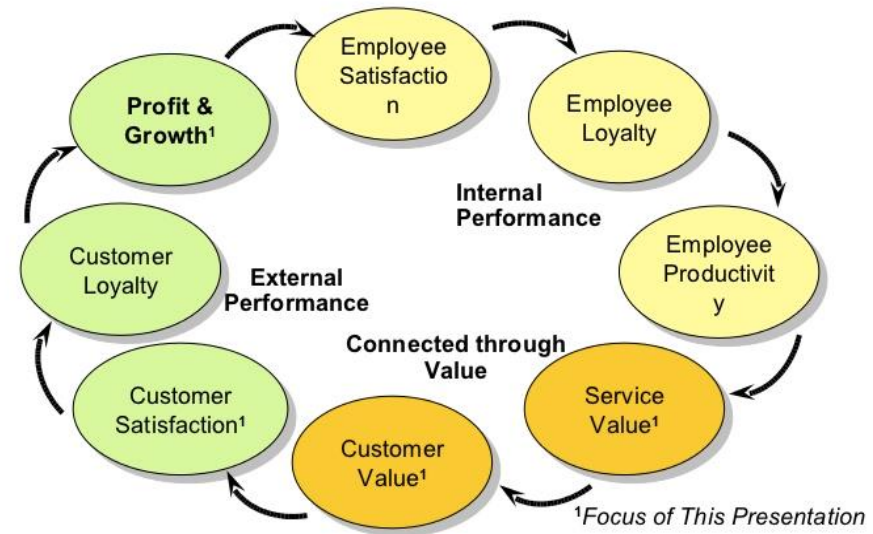 Employee
Satisfactio
n
Employee
Loyalty
Employee
Productivit
y
Service
Value¹
Customer
Value¹
Customer
Satisfaction¹
Customer
Loyalty
Profit &
Growth¹
Internal
Performance
External
Performance
Connected through
Value
¹Focus of This Presentation